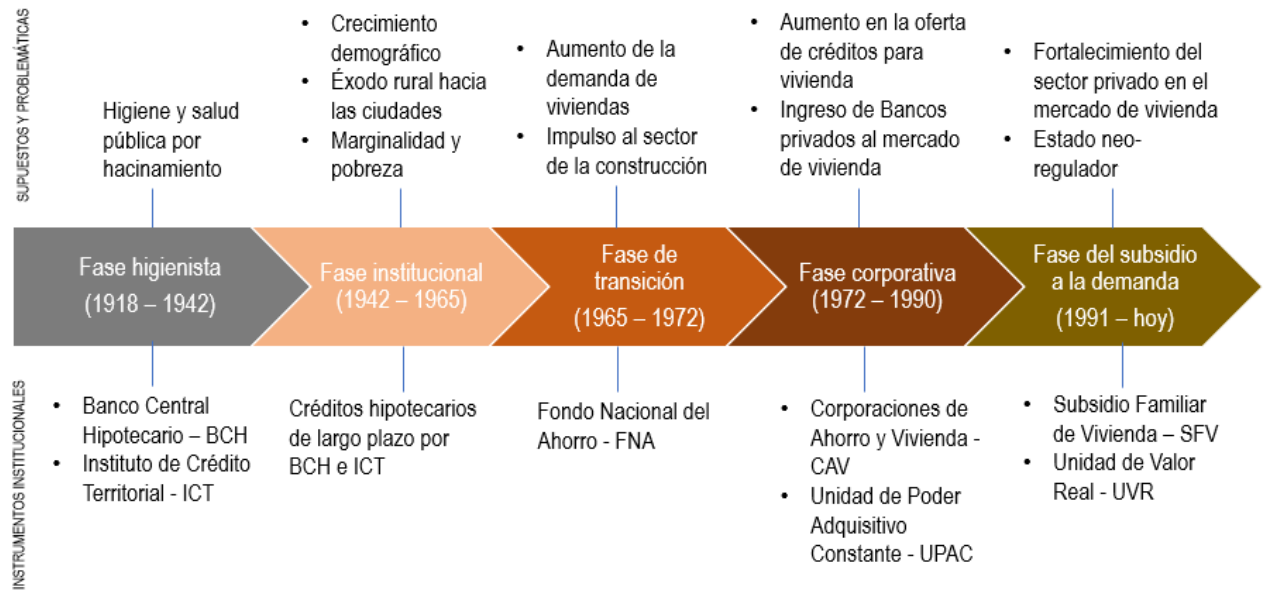 SUPUESTOS Y PROBLEMÁTICAS
Higiene y salud
pública por
hacinamiento
• Crecimiento
demográfico
• Éxodo rural hacia
las ciudades
• Marginalidad y
pobreza
• Aumento de la
demanda de
viviendas
• Impulso al sector
de la construcción
• Aumento en la oferta
de créditos para
vivienda
• Ingreso de Bancos
privados al mercado
de vivienda
• Fortalecimiento del
sector privado en el
mercado de vivienda
• Estado neo-
regulador
Fase higienista
(1918 – 1942)
Fase institucional
(1942 – 1965)
Fase de
transición
(1965 – 1972)
Fase corporativa
(1972 – 1990)
Fase del subsidio
a la demanda
(1991 – hoy)
INSTRUMENTOS INSTITUCIONALES
• Banco Central
Hipotecario – BCH
• Instituto de Crédito
Territorial - ICT
Créditos hipotecarios
de largo plazo por
BCH e ICT
Fondo Nacional del
Ahorro - FNA
• Corporaciones de
Ahorro y Vivienda -
CAV
• Unidad de Poder
Adquisitivo
Constante - UPAC
• Subsidio Familiar
de Vivienda – SFV
• Unidad de Valor
Real - UVR